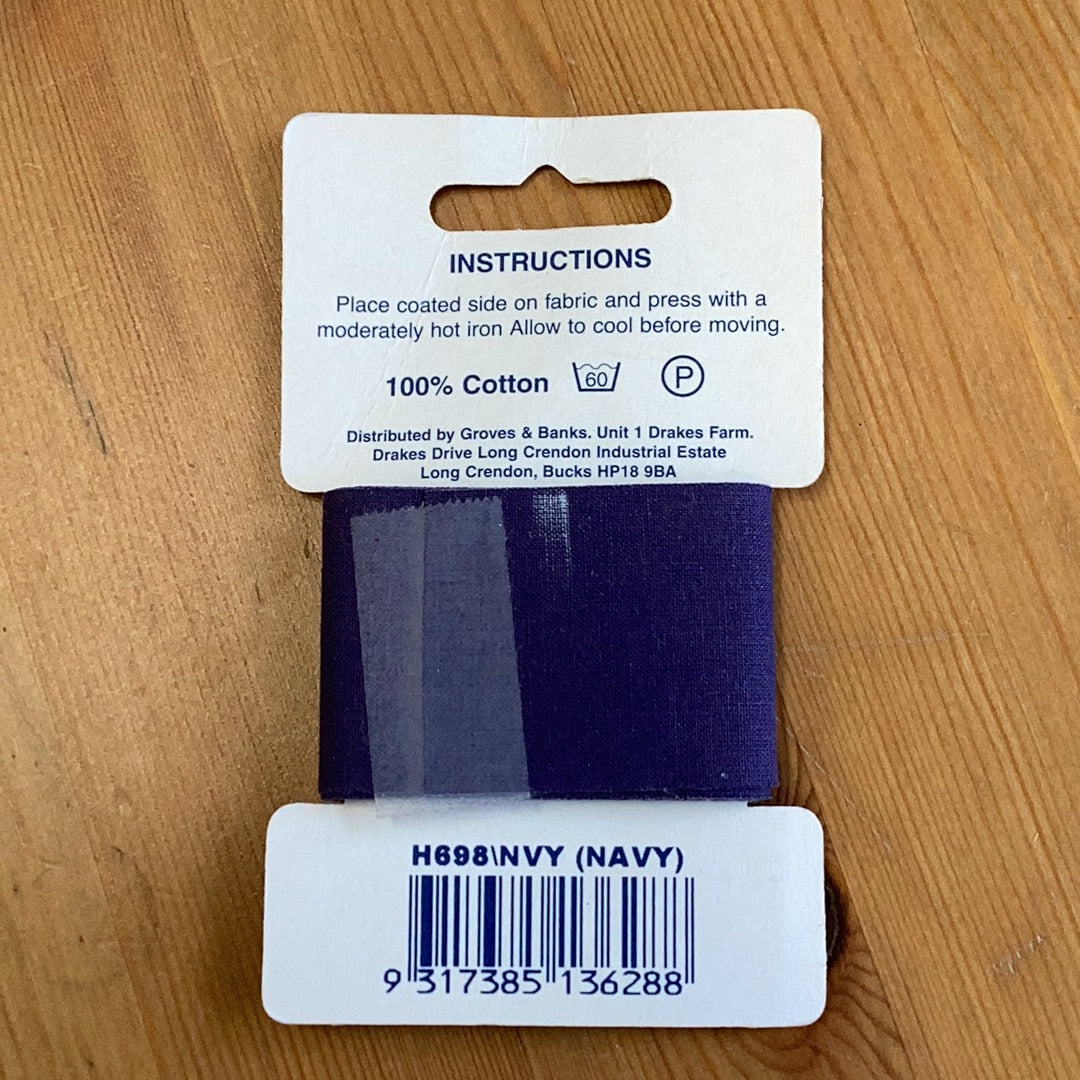 INSTRUCTIONS
Place coated side on fabric and press with a
moderately hot iron Allow to cool before moving.
100% Cotton 60 P
Distributed by Groves & Banks. Unit 1 Drakes Farm.
Drakes Drive Long Crendon Industrial Estate
Long Crendon, Bucks HP18 9BA
H698\NVY (NAVY)
9 317385 136288